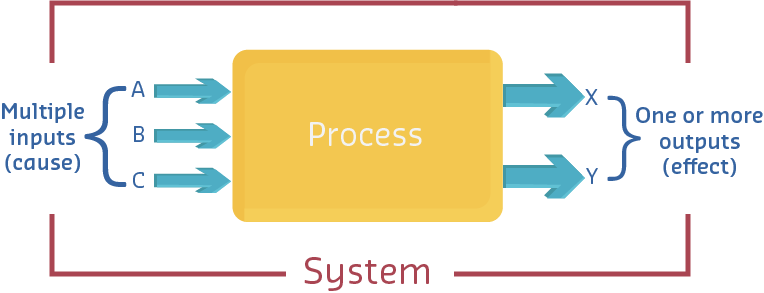 Multiple
inputs
(cause)
A
B
C
Process
X
Y
One or more
outputs
(effect)
System